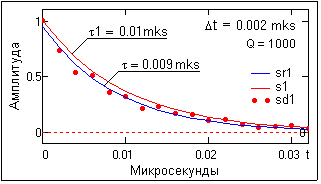 τ1 = 0.01mks
Δt = 0.002 mks
Q = 1000
τ = 0.009 mks
sr1
s1
sd1
Амплитуда
1
0.5
0
0
0
0.01
0.02
0.03
t
Микросекунды